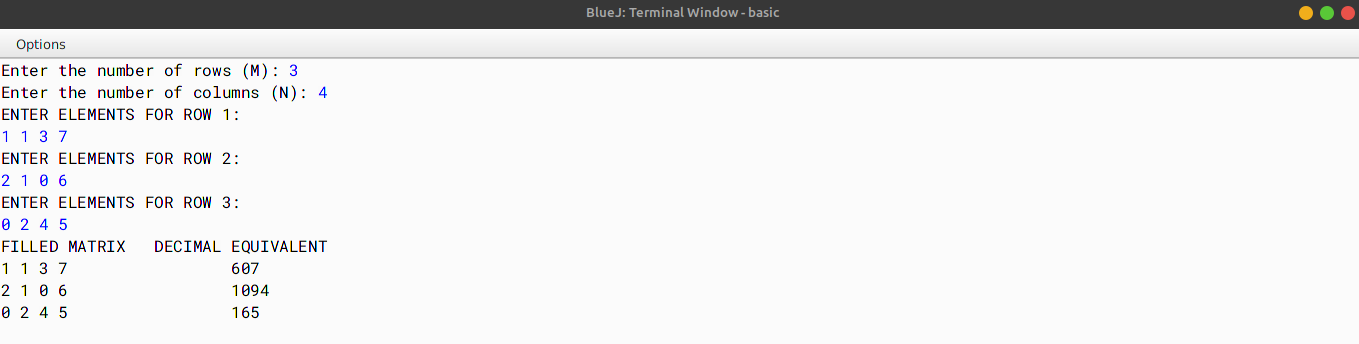 BlueJ: Terminal Window - basic
Options
Enter the number of rows (M): 3
Enter the number of columns (N): 4
ENTER ELEMENTS FOR ROW 1:
1 1 3 7
ENTER ELEMENTS FOR ROW 2:
2 1 0 6
ENTER ELEMENTS FOR ROW 3:
0 2 4 5
FILLED MATRIX   DECIMAL EQUIVALENT
1 1 3 7                 607
2 1 0 6                 1094
0 2 4 5                 165